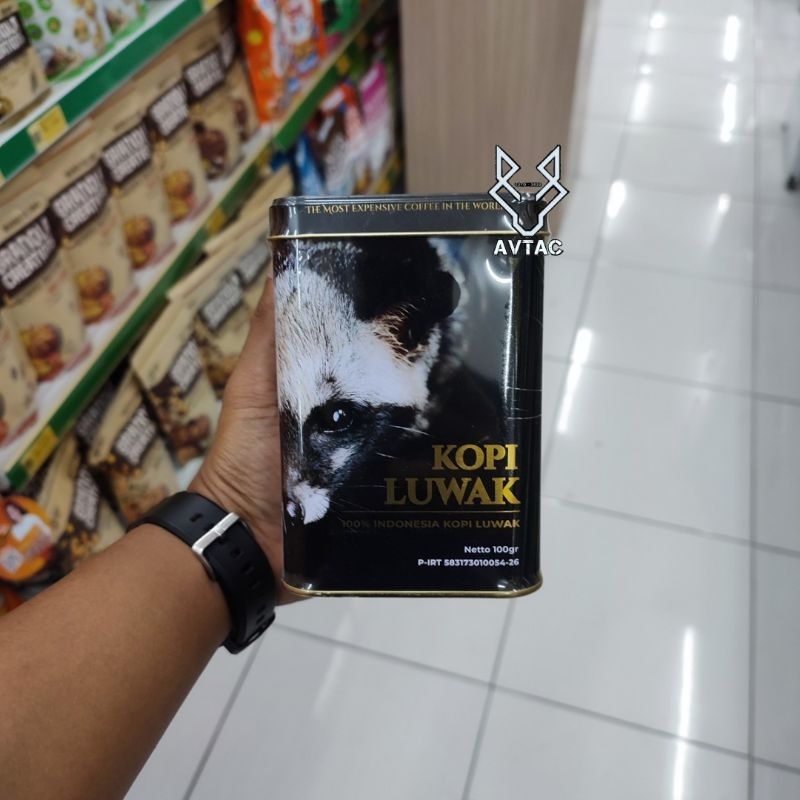 THE MOST EXPENSIVE COFFEE IN THE WORLD
AVTAC
KOPI
LUWAK
100% INDONESIA KOPI LUWAK
Netto 100gr
P-IRT 583173010054-26